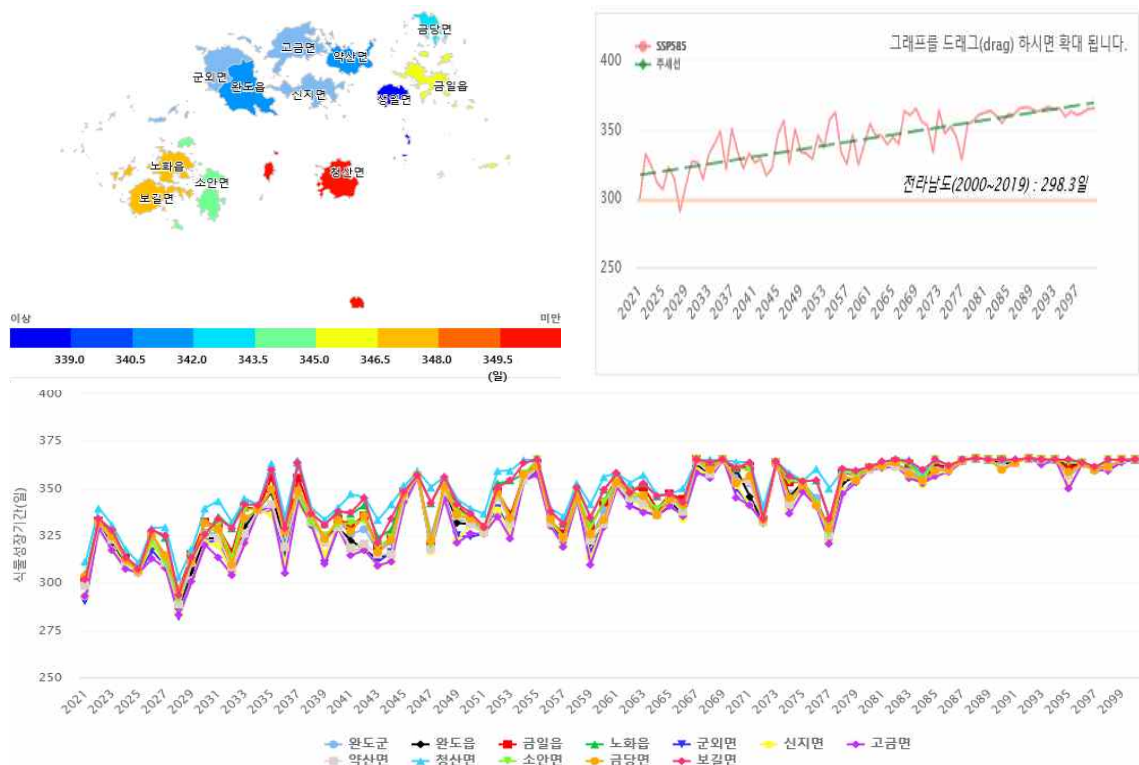 금당면
고금면
약산면
군외면
완도읍
신지면
금일읍
노화읍
소안면
청산면
보길면
이상
미만
339.0 340.5 342.0 343.5 345.0 346.5 348.0 349.5
(일)
SSP585
추세선
그래프를 드래그(drag) 하시면 확대 됩니다.
400
350
300
250
전라남도(2000~2019) : 298.3일
2021 2025 2029 2033 2037 2041 2045 2049 2053 2057 2061 2065 2069 2073 2077 2081 2085 2089 2093 2097
식물성장기간(일)
400
375
350
325
300
275
250
2021 2023 2025 2027 2029 2031 2033 2035 2037 2039 2041 2043 2045 2047 2049 2051 2053 2055 2057 2059 2061 2063 2065 2067 2069 2071 2073 2075 2077 2079 2081 2083 2085 2087 2089 2091 2093 2095 2097 2099
완도군 완도읍 금일읍 노화읍 군외면 신지면 고금면
약산면 청산면 소안면 금당면 보길면